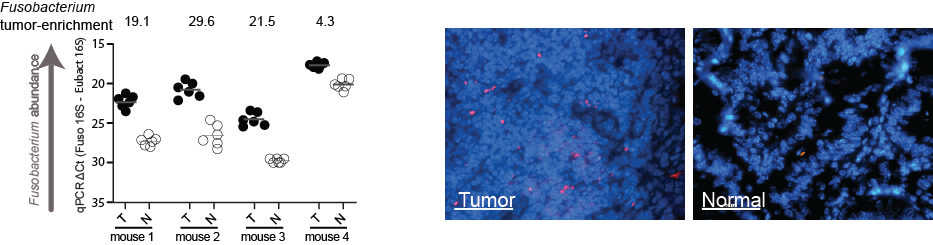 Fusobacterium
tumor-enrichment 19.1 29.6 21.5 4.3
Fusobacterium abundance
qPCR ΔCt (Fuso 16S - Eubact 16S)
15
20
25
30
35
T N T N T N T N
mouse 1 mouse 2 mouse 3 mouse 4
Tumor
Normal